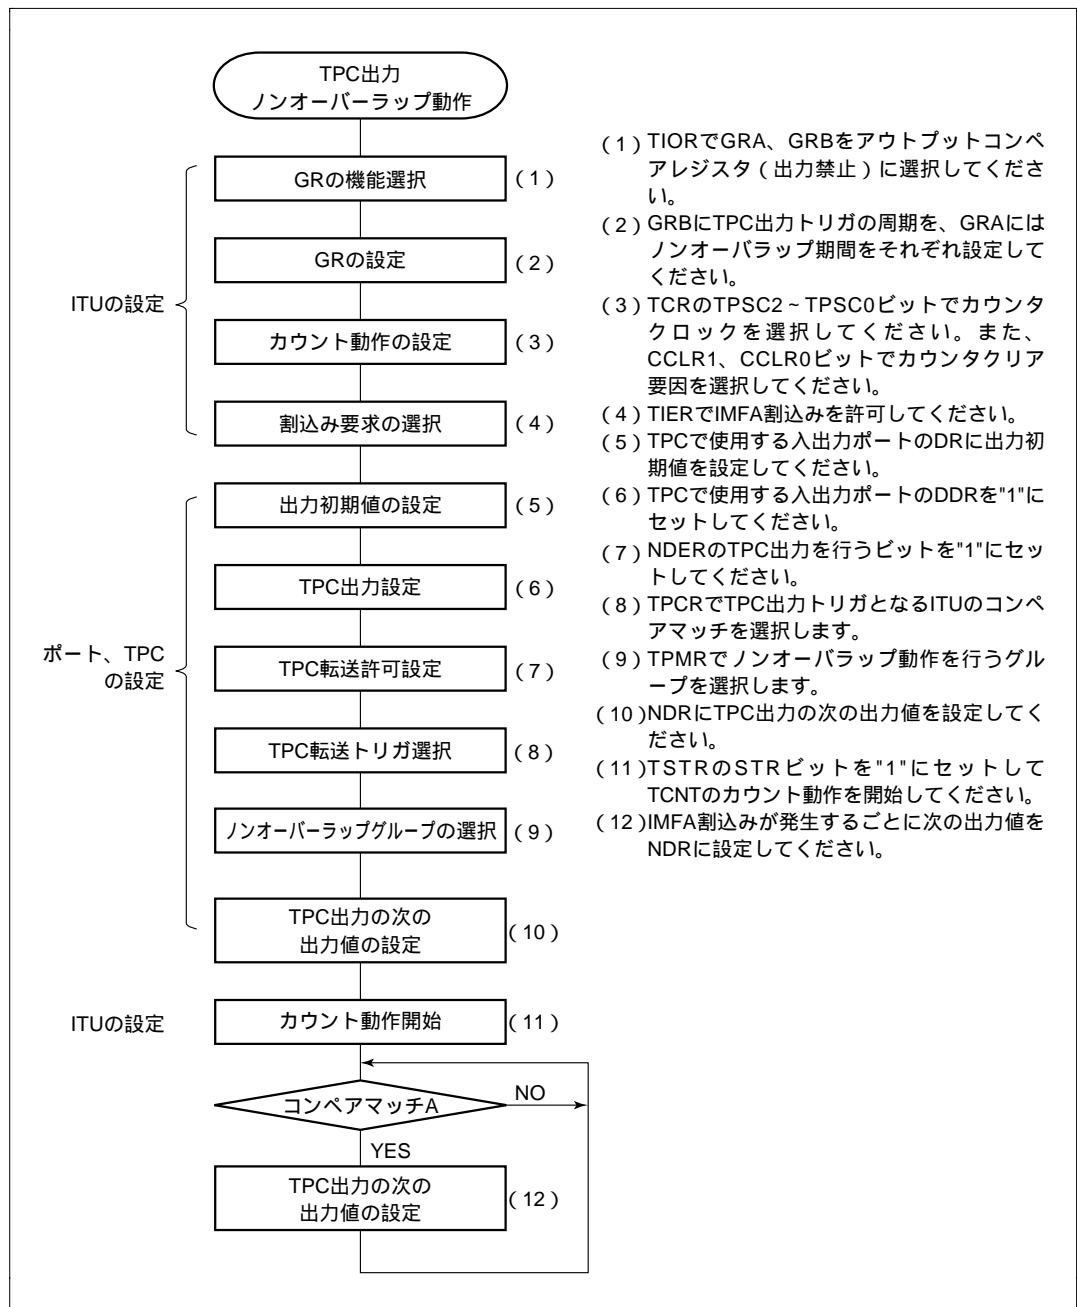 TPC出力
ノンオーバーラップ動作
ITUの設定
GRの機能選択
(1)
GRの設定
(2)
カウント動作の設定
(3)
割込み要求の選択
(4)
ポート、TPC
の設定
出力初期値の設定
(5)
TPC出力設定
(6)
TPC転送許可設定
(7)
TPC転送トリガ選択
(8)
ノンオーバーラップグループの選択
(9)
TPC出力の次の
出力値の設定
(10)
ITUの設定
カウント動作開始
(11)
コンペアマッチA
NO
YES
TPC出力の次の
出力値の設定
(12)
(1)TIORでGRA、GRBをアウトプットコンペ
アレジスタ(出力禁止)に選択してくださ
い。
(2)GRBにTPC出力トリガの周期を、GRAには
ノンオーバラップ期間をそれぞれ設定して
ください。
(3)TCRのTPSC2~TPSC0ビットでカウンタ
クロックを選択してください。また、
CCLR1、CCLR0ビットでカウンタクリア
要因を選択してください。
(4)TIERでIMFA割込みを許可してください。
(5)TPCで使用する入出力ポートのDRに出力初
期値を設定してください。
(6)TPCで使用する入出力ポートのDDRを"1"に
セットしてください。
(7)NDERのTPC出力を行うビットを"1"にセッ
トしてください。
(8)TPCRでTPC出力トリガとなるITUのコンペ
アマッチを選択します。
(9)TPMRでノンオーバラップ動作を行うグル
ープを選択します。
(10)NDRにTPC出力の次の出力値を設定してく
ださい。
(11)TSTRのSTRビットを"1"にセットして
TCNTのカウント動作を開始してください。
(12)IMFA割込みが発生するごとに次の出力値を
NDRに設定してください。